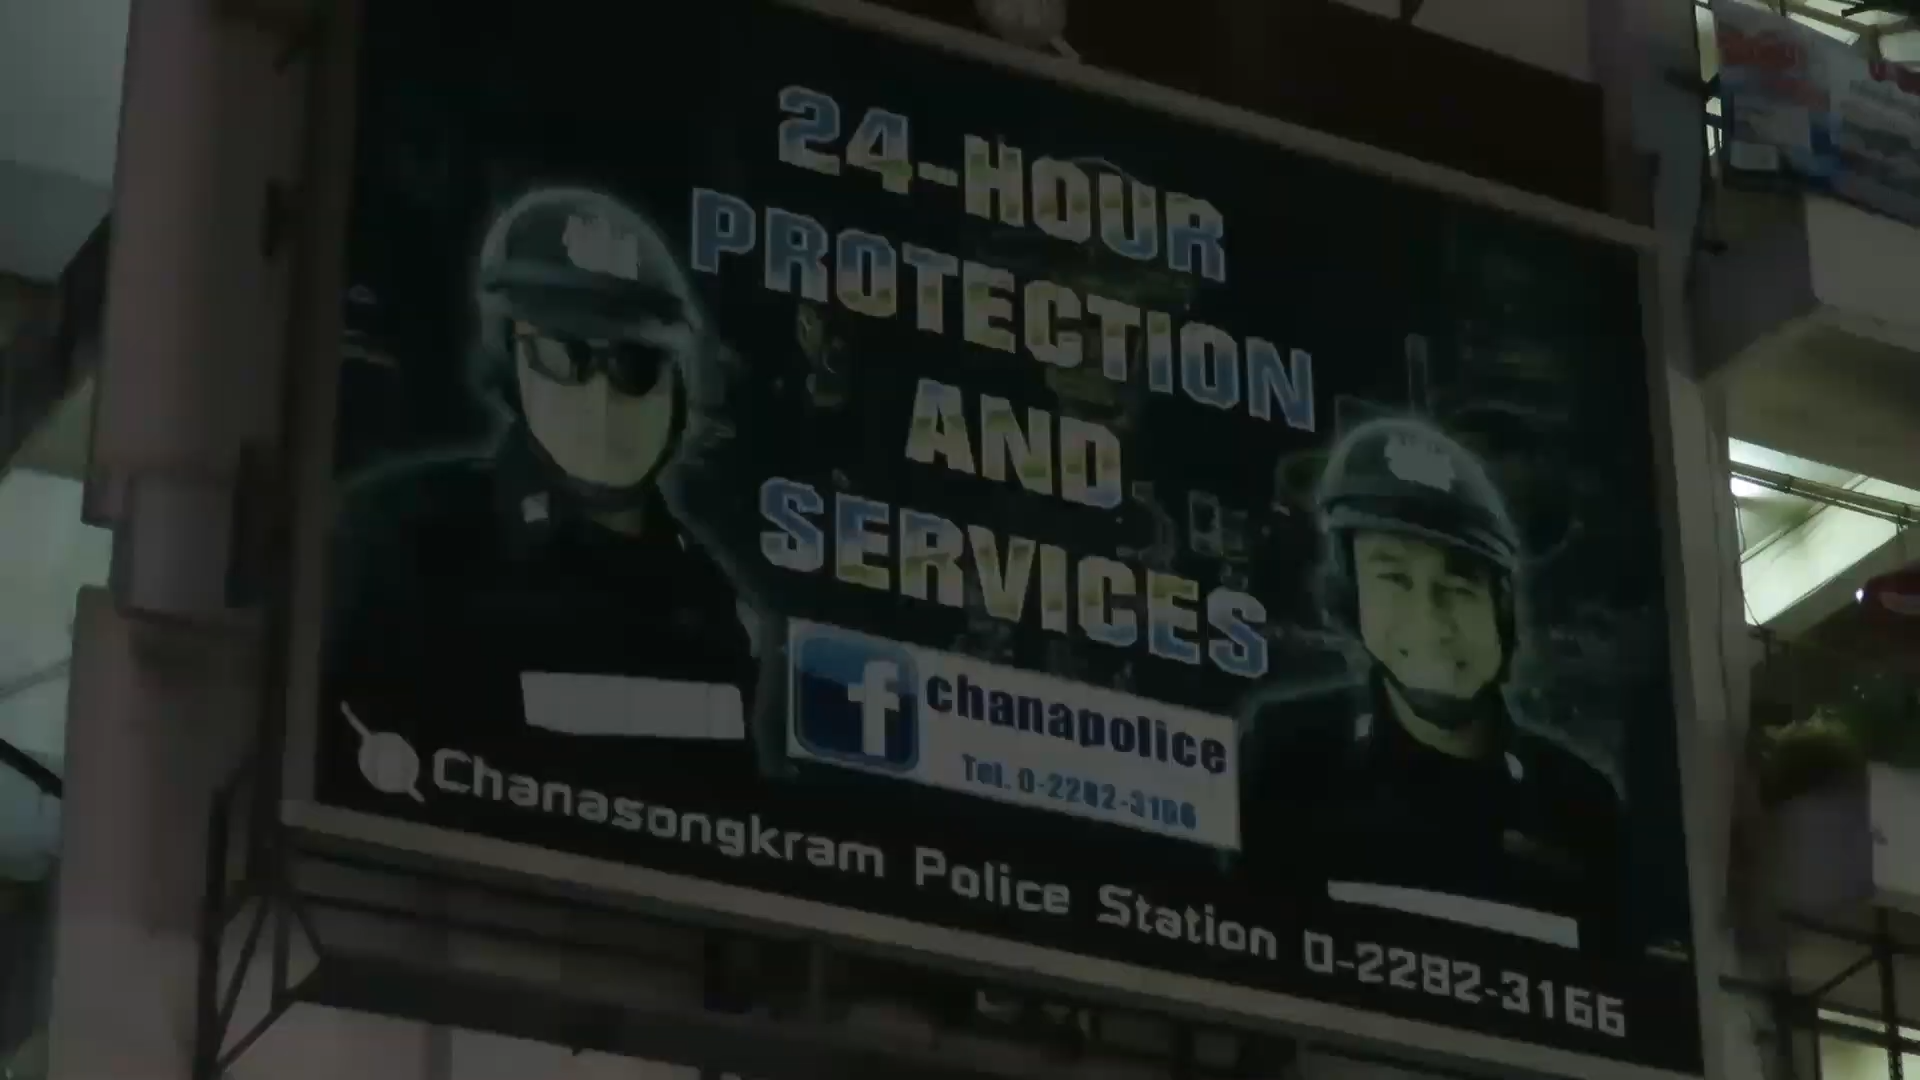 24-HOUR
PROTECTION
AND
SERVICES
f chanapolice
Tel. 0-2282-3166
Chanasongkram Police Station 0-2282-3166